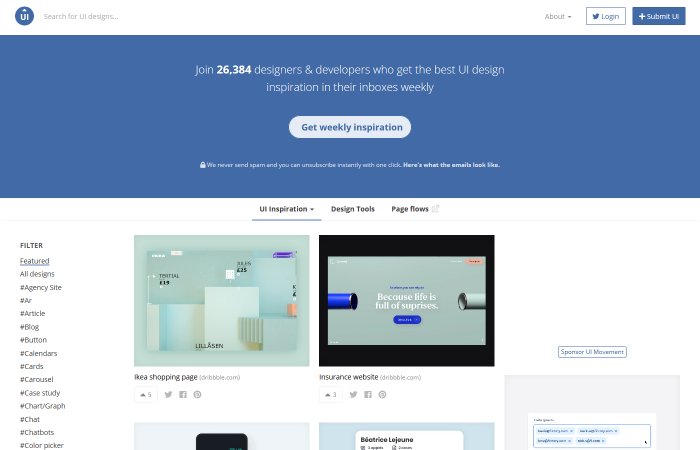 UI
Search for UI designs...
About
Login
Submit UI
Join 26,384 designers & developers who get the best UI design
inspiration in their inboxes weekly
Get weekly inspiration
We never send spam and you can unsubscribe instantly with one click. Here's what the emails look like.
UI Inspiration
Design Tools
Page flows
FILTER
Featured
All designs
#Agency Site
#Ar
#Article
#Blog
#Button
#Calendars
#Cards
#Carousel
#Case study
#Chart/Graph
#Chat
#Chatbots
#Color picker
TERTIAL
£19
JULES
£25
LILLÅSEN
Ikea shopping page (dribbble.com)
5
Because life is
full of suprises.
Insurance website (dribbble.com)
3
Béatrice Lejeune
Sponsor UI Movement